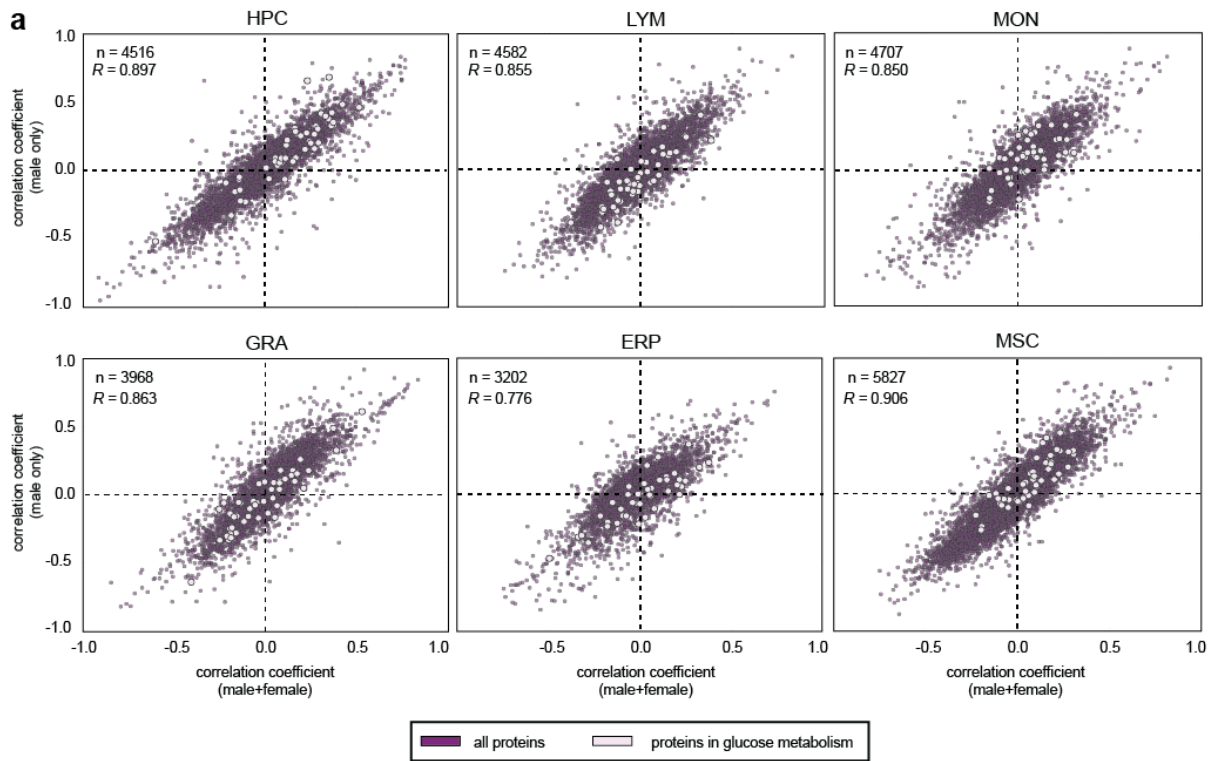 a
HPC
LYM
MON
1.0
0.5
0.0
-0.5
-1.0
correlation coefficient
(male only)
n = 4516
R = 0.897
n = 4582
R = 0.855
n = 4707
R = 0.850
GRA
ERP
MSC
1.0
0.5
0.0
-0.5
-1.0
correlation coefficient
(male only)
n = 3968
R = 0.863
n = 3202
R = 0.776
n = 5827
R = 0.906
-1.0 -0.5 0.0 0.5 1.0
-0.5 0.0 0.5 1.0
-0.5 0.0 0.5 1.0
correlation coefficient
(male+female)
correlation coefficient
(male+female)
correlation coefficient
(male+female)
all proteins
proteins in glucose metabolism